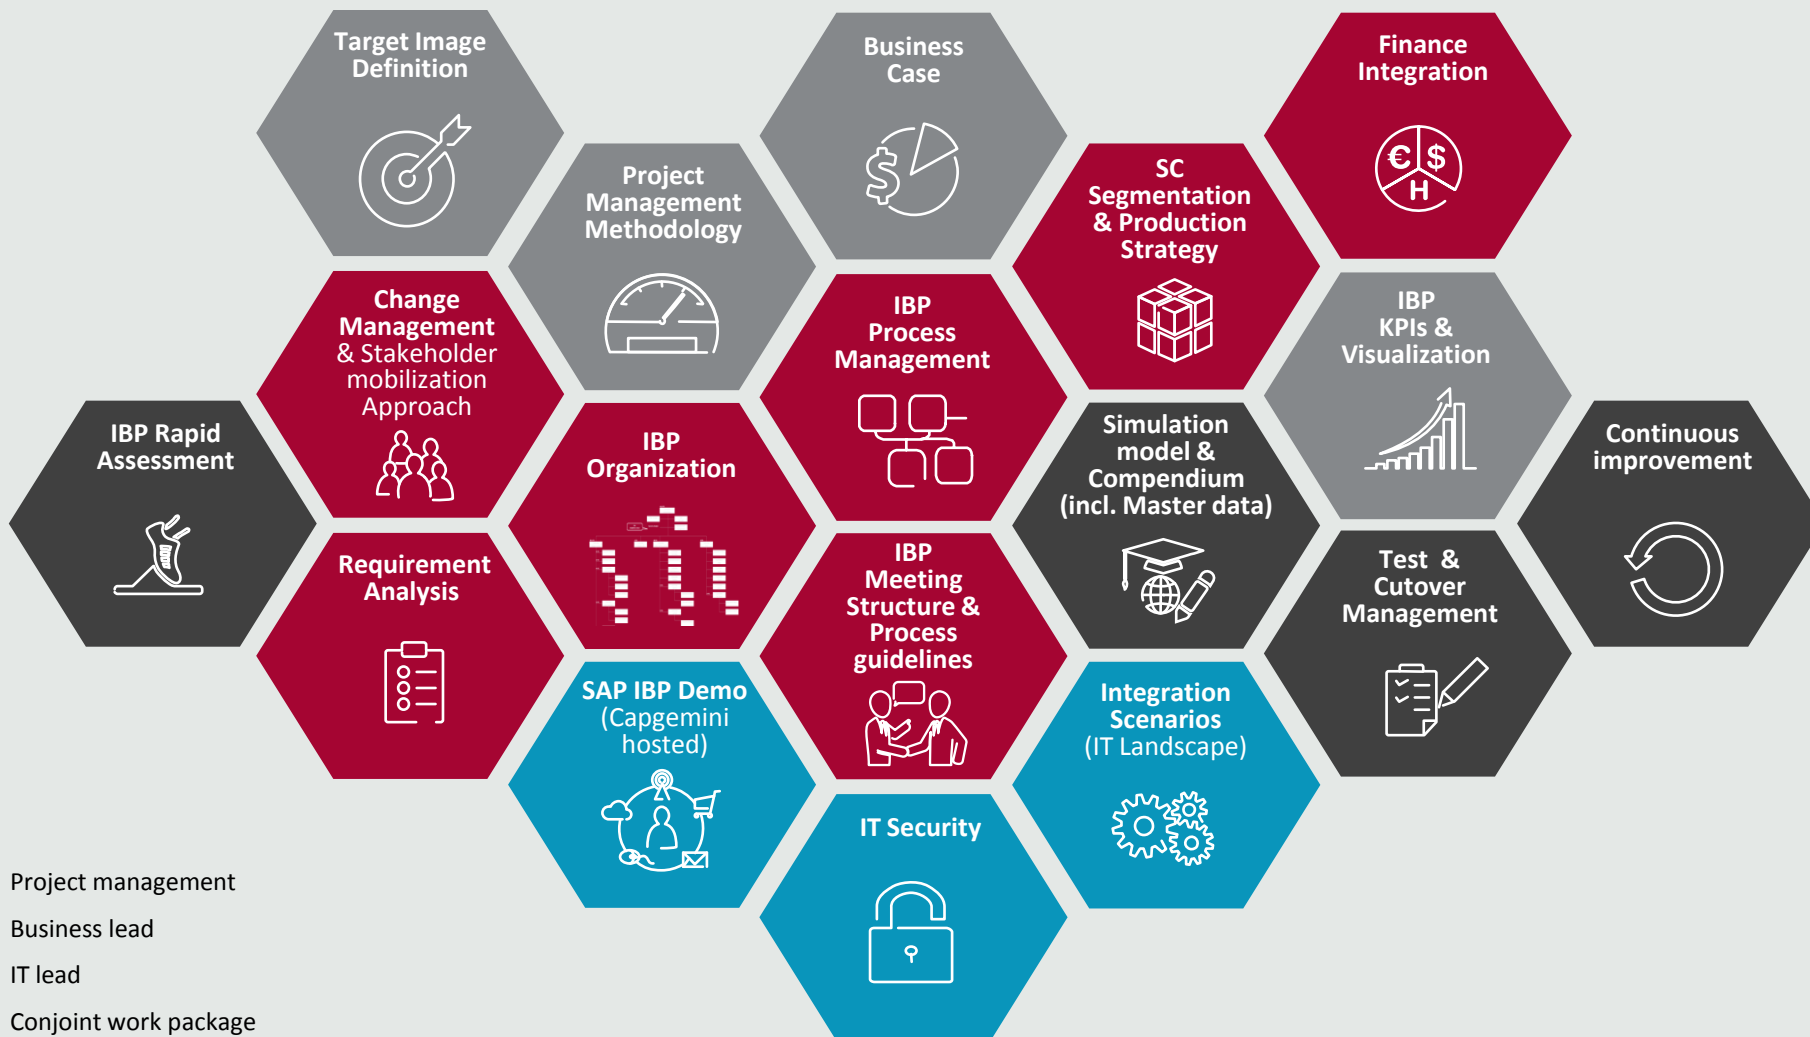 Target Image
Definition
Business
Case
Finance
Integration
Project
Management
Methodology
SC
Segmentation
& Production
Strategy
€ $
H
$
Change
Management
& Stakeholder
mobilization
Approach
IBP
Process
Management
IBP
KPIs &
Visualization
IBP Rapid
Assessment
IBP
Organization
Simulation
model &
Compendium
(incl. Master data)
Continuous
improvement
Requirement
Analysis
IBP
Meeting
Structure &
Process
guidelines
Test &
Cutover
Management
SAP IBP Demo
(Capgemini
hosted)
Integration
Scenarios
(IT Landscape)
IT Security
Project management
Business lead
IT lead
Conjoint work package